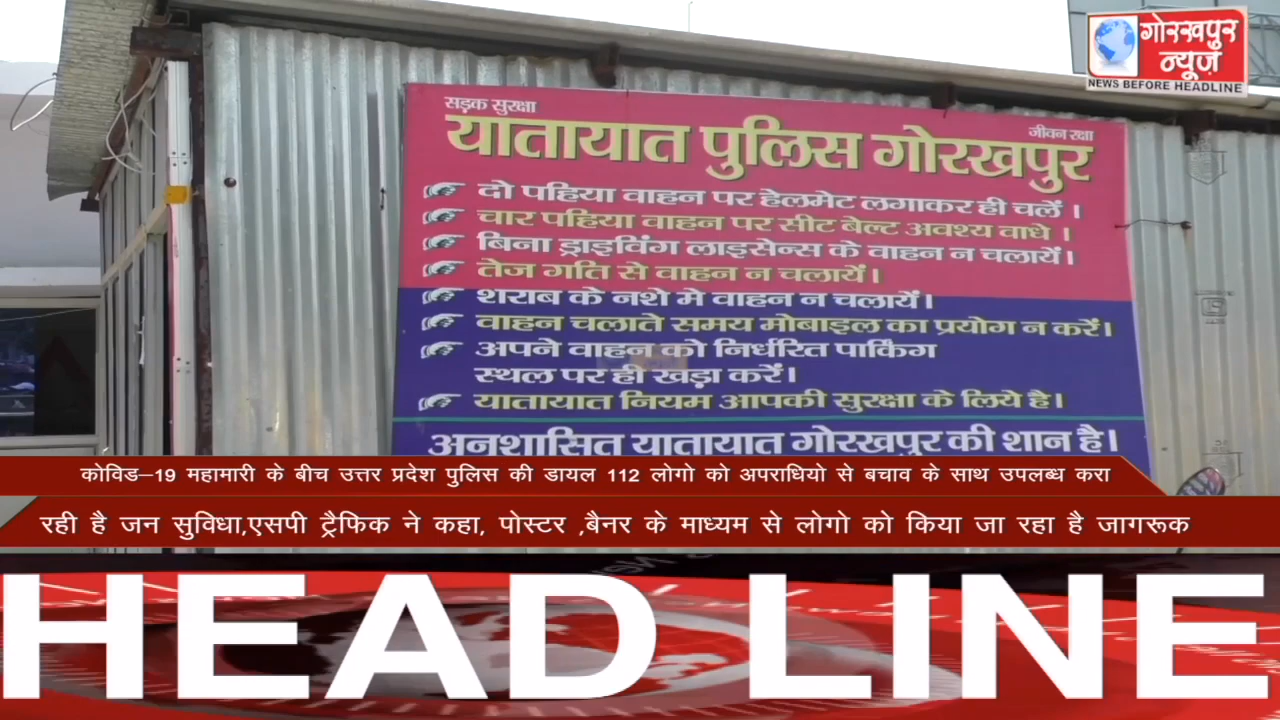 गोरखपुर
न्यूज़
NEWS BEFORE HEADLINE
सड़क सुरक्षा
जीवन रक्षा
यातायात पुलिस गोरखपुर
दो पहिया वाहन पर हेलमेट लगाकर ही चलें ।
चार पहिया वाहन पर सीट बेल्ट अवश्य वाधे ।
बिना ड्राइविंग लाइसेन्स के वाहन न चलायें।
तेज गति से वाहन न चलायें।
शराब के नशे मे वाहन न चलायें।
वाहन चलाते समय मोबाइल का प्रयोग न करें।
अपने वाहन को निर्धरित पार्किंग
स्थल पर ही खड़ा करें।
यातायात नियम आपकी सुरक्षा के लिये है।
अनशासित यातायात गोरखपुर की शान है।
कोविड–19 महामारी के बीच उत्तर प्रदेश पुलिस की डायल 112 लोगो को अपराधियो से बचाव के साथ उपलब्ध करा
रही है जन सुविधा,एसपी ट्रैफिक ने कहा, पोस्टर ,बैनर के माध्यम से लोगो को किया जा रहा है जागरूक
HEAD LINE